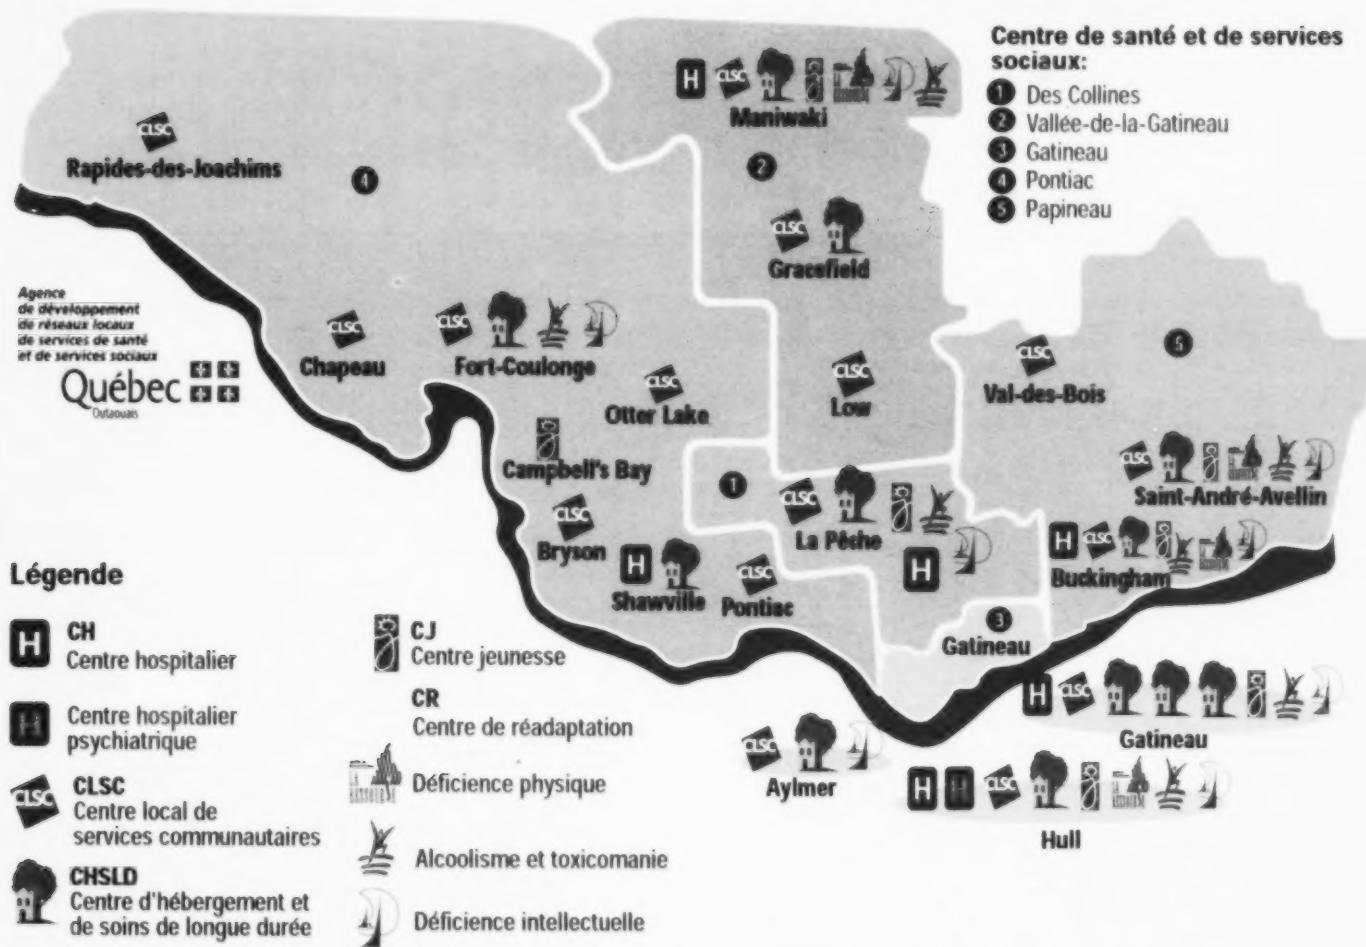 Centre de santé et de services
sociaux:
1 Des Collines
2 Vallée-de-la-Gatineau
3 Gatineau
4 Pontiac
5 Papineau
H CLSC
Maniwaki
CLSC
Rapides-des-Joachims
4
2
CLSC
Gracefield
Agence
de développement
de réseaux locaux
de services de santé
et de services sociaux
Québec
Outaouais
CLSC
Chapeau
CLSC
Fort-Coulonge
CLSC
Otter Lake
CLSC
Low
CLSC
Val-des-Bois
5
Campbell's Bay
CLSC
Bryson
H
Shawville
CLSC
Pontiac
1
CLSC
La Pêche
H
CLSC
Saint-André-Avellin
H CLSC
Buckingham
3
Gatineau
H CLSC
Gatineau
CLSC
Aylmer
H H CLSC
LA RESSOURSE
Hull
Légende
H CH
Centre hospitalier
H Centre hospitalier
psychiatrique
CLSC CLSC
Centre local de
services communautaires
CHSLD
Centre d'hébergement et
de soins de longue durée
CJ
Centre jeunesse
CR
Centre de réadaptation
Déficience physique
Alcoolisme et toxicomanie
Déficience intellectuelle